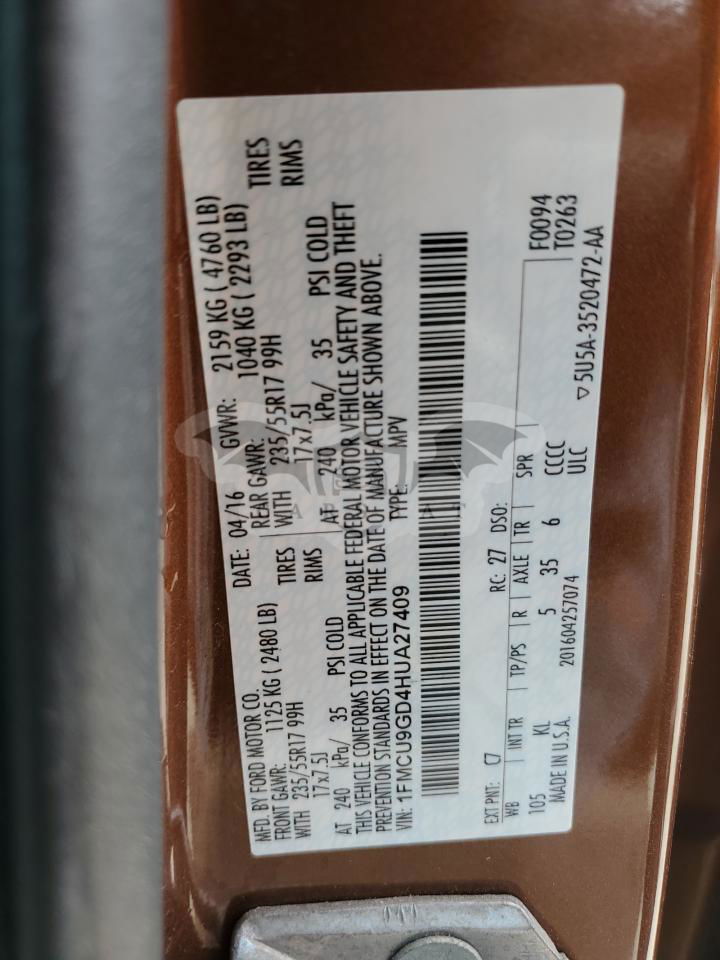 MFD. BY FORD MOTOR CO.
DATE: 04/16 GVWR: 2159 KG ( 4760 LB)
FRONT GAWR: 1125 KG ( 2480 LB) REAR GAWR: 1040 KG ( 2293 LB)
WITH 235/55R17 99H TIRES WITH 235/55R17 99H TIRES
17x7.5J RIMS 17x7.5J RIMS
AT 240 kPa/ 35 PSI COLD AT 240 kPa/ 35 PSI COLD
THIS VEHICLE CONFORMS TO ALL APPLICABLE FEDERAL MOTOR VEHICLE SAFETY AND THEFT
PREVENTION STANDARDS IN EFFECT ON THE DATE OF MANUFACTURE SHOWN ABOVE.
VIN: 1FMCU9GD4HUA27409 TYPE: MPV
EXT PNT: RC: 27 DSO: F0094
WB INT TR TP/PS R AXLE TR SPR T0263
105 KL 5 35 6 CCCC
MADE IN U.S.A. 201604257074 ULC
5U5A-3520472-AA